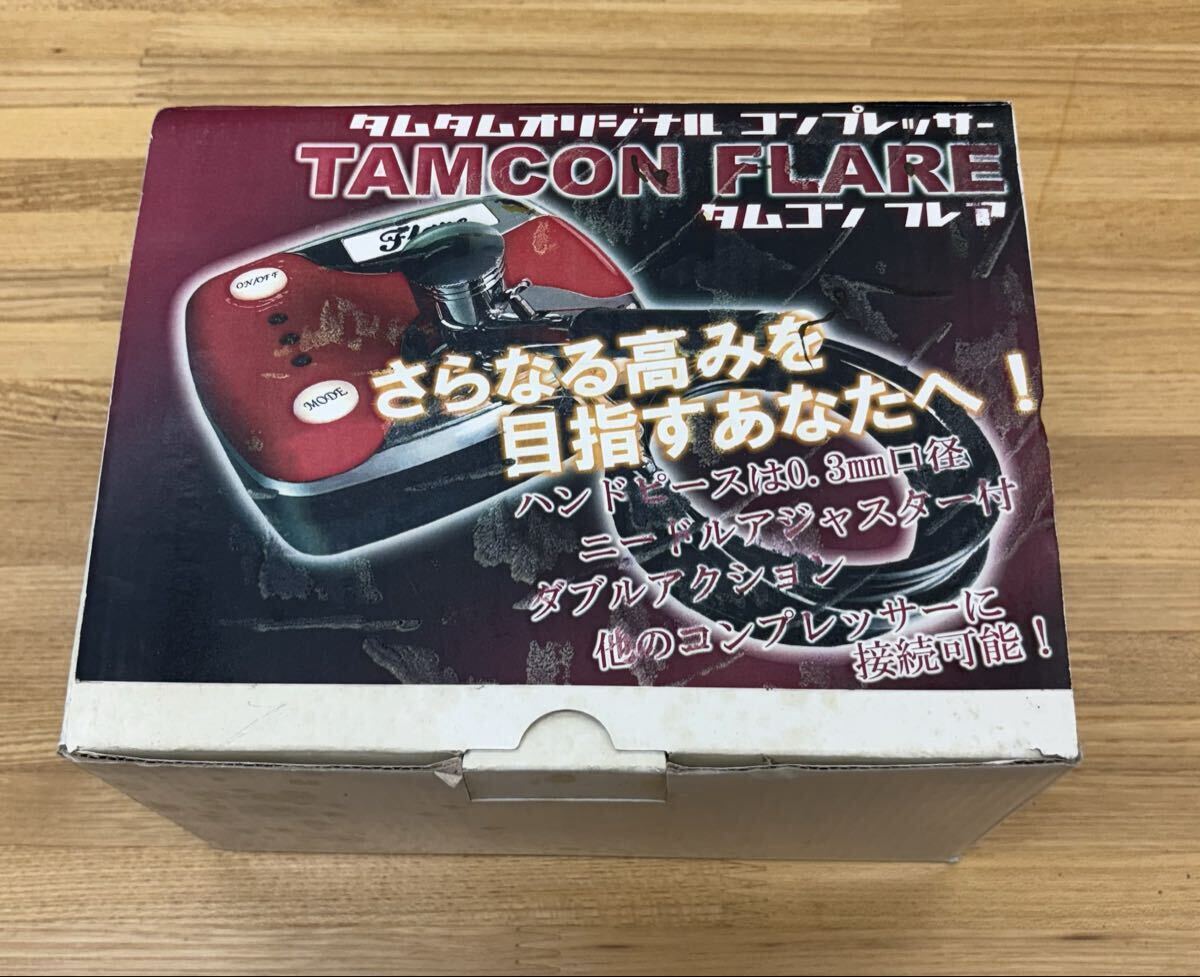 タムタムオリジナル コンプレッサー
TAMCON FLARE
タムコン フレア
Flare
ON/OFF
MODE
さらなる高みを
目指すあなたへ！
ハンドピースは0.3mm口径
ニードルアジャスター付
ダブルアクション
他のコンプレッサーに
接続可能！